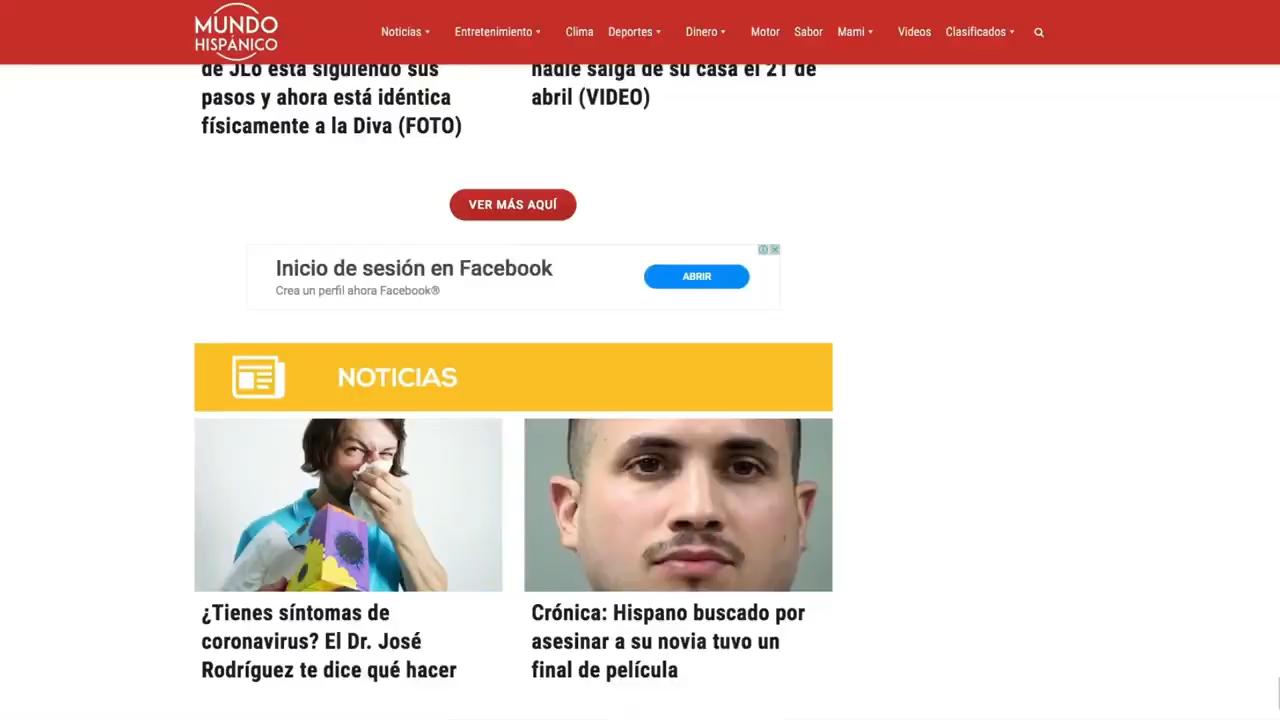 MUNDO
HISPÁNICO
Noticias Entretenimiento Clima Deportes Dinero Motor Sabor Mami Videos Clasificados
de JLo está siguiendo sus
pasos y ahora está idéntica
físicamente a la Diva (FOTO)
nadie salga de su casa el 21 de
abril (VIDEO)
VER MÁS AQUÍ
Inicio de sesión en Facebook
Crea un perfil ahora Facebook®
ABRIR
NOTICIAS
¿Tienes síntomas de
coronavirus? El Dr. José
Rodríguez te dice qué hacer
Crónica: Hispano buscado por
asesinar a su novia tuvo un
final de película